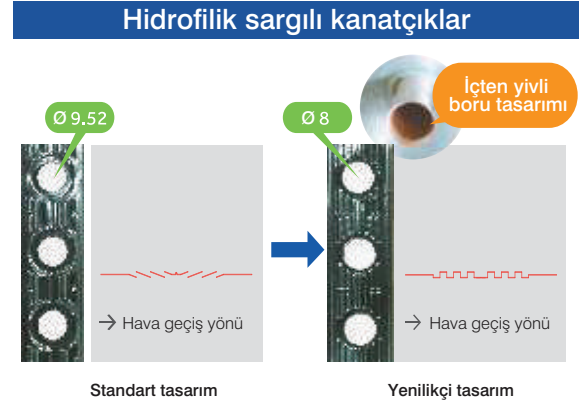 Hidrofilik sargılı kanatçıklar
İçten yivli
boru tasarımı
Ø 9.52
Ø 8
→ Hava geçiş yönü
→ Hava geçiş yönü
Standart tasarım
Yenilikçi tasarım